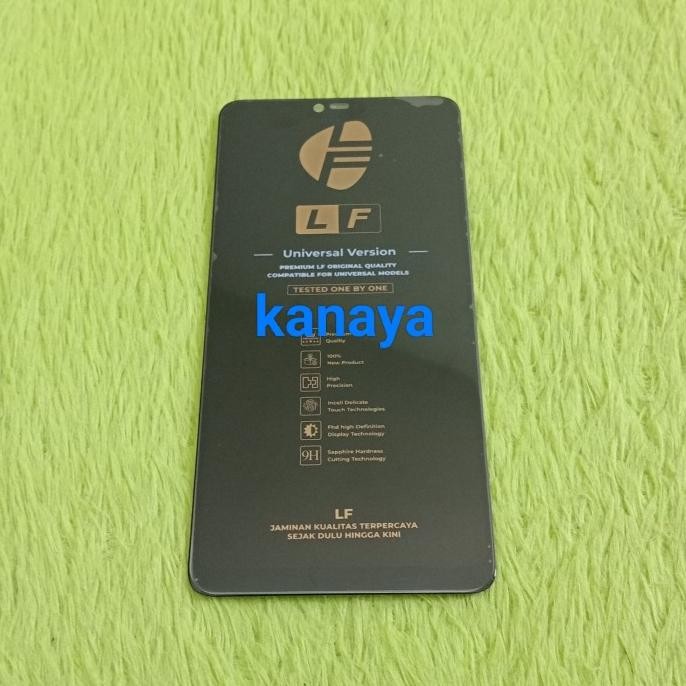 LF
L F
Universal Version
PREMIUM LF ORIGINAL QUALITY
COMPATIBLE FOR UNIVERSAL MODELS
TESTED ONE BY ONE
kanaya
Quality
100%
New Product
High
Precision
Incell Delicate
Touch Technologies
Fhd high-Definition
Display Technology
9H
Sapphire Hardness
Cutting Technology
LF
JAMINAN KUALITAS TERPERCAYA
SEJAK DULU HINGGA KINI